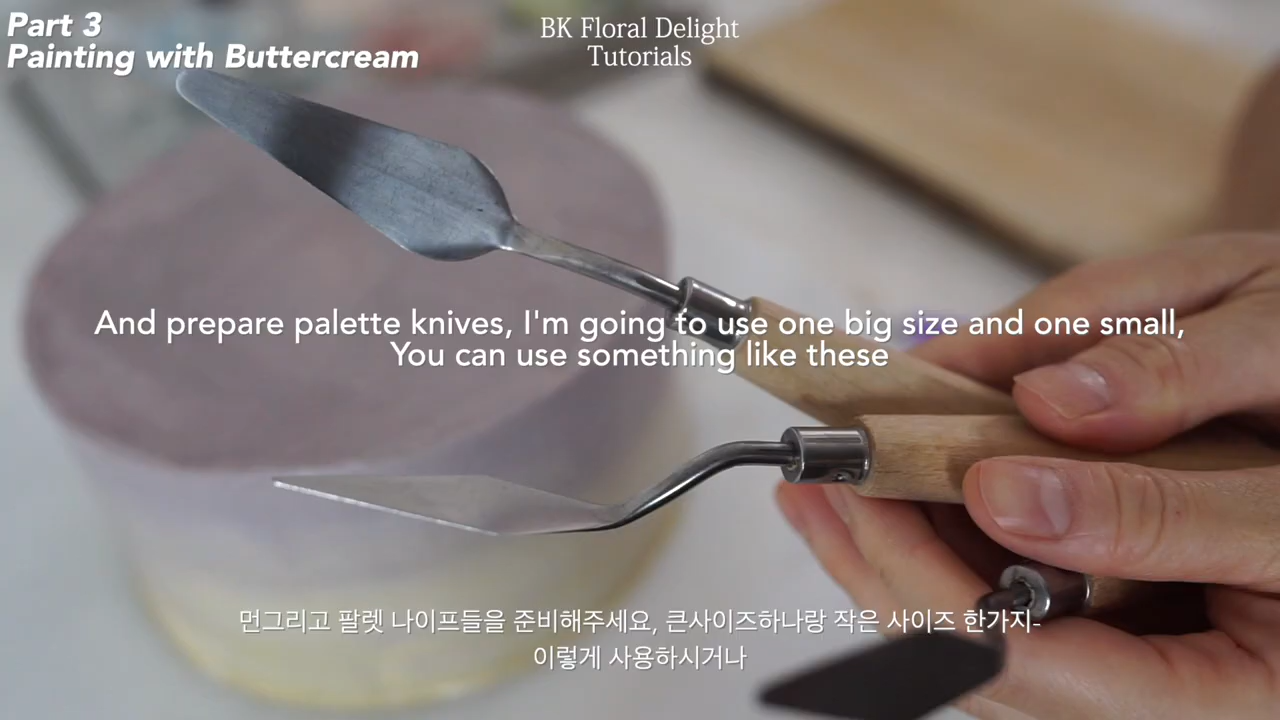 Part 3
Painting with Buttercream
BK Floral Delight
Tutorials
And prepare palette knives, I'm going to use one big size and one small,
You can use something like these
먼그리고 팔렛 나이프들을 준비해주세요, 큰사이즈하나랑 작은 사이즈 한가지-
이렇게 사용하시거나